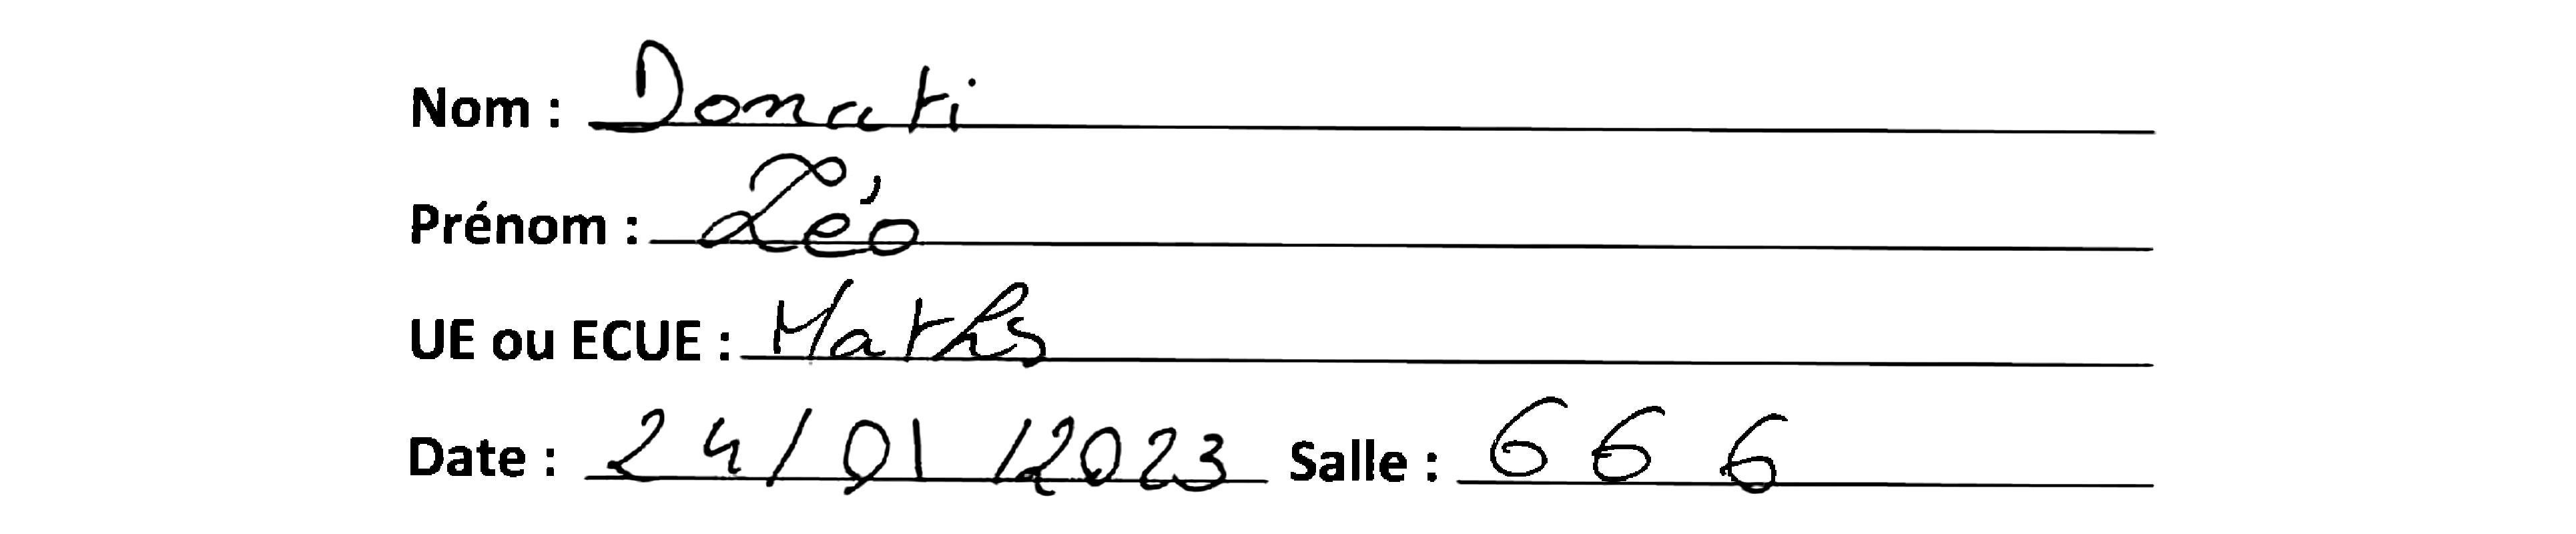 Nom : Donati
Prénom : Léo
UE ou ECUE : Maths
Date : 24/01/2023 Salle : 666